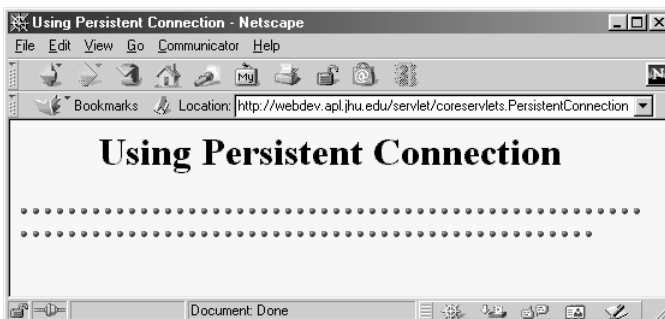 Using Persistent Connection - Netscape
File Edit View Go Communicator Help
My
N
Bookmarks Location: http://webdev.apl.jhu.edu/servlet/coreservlets.PersistentConnection
Using Persistent Connection
Document: Done